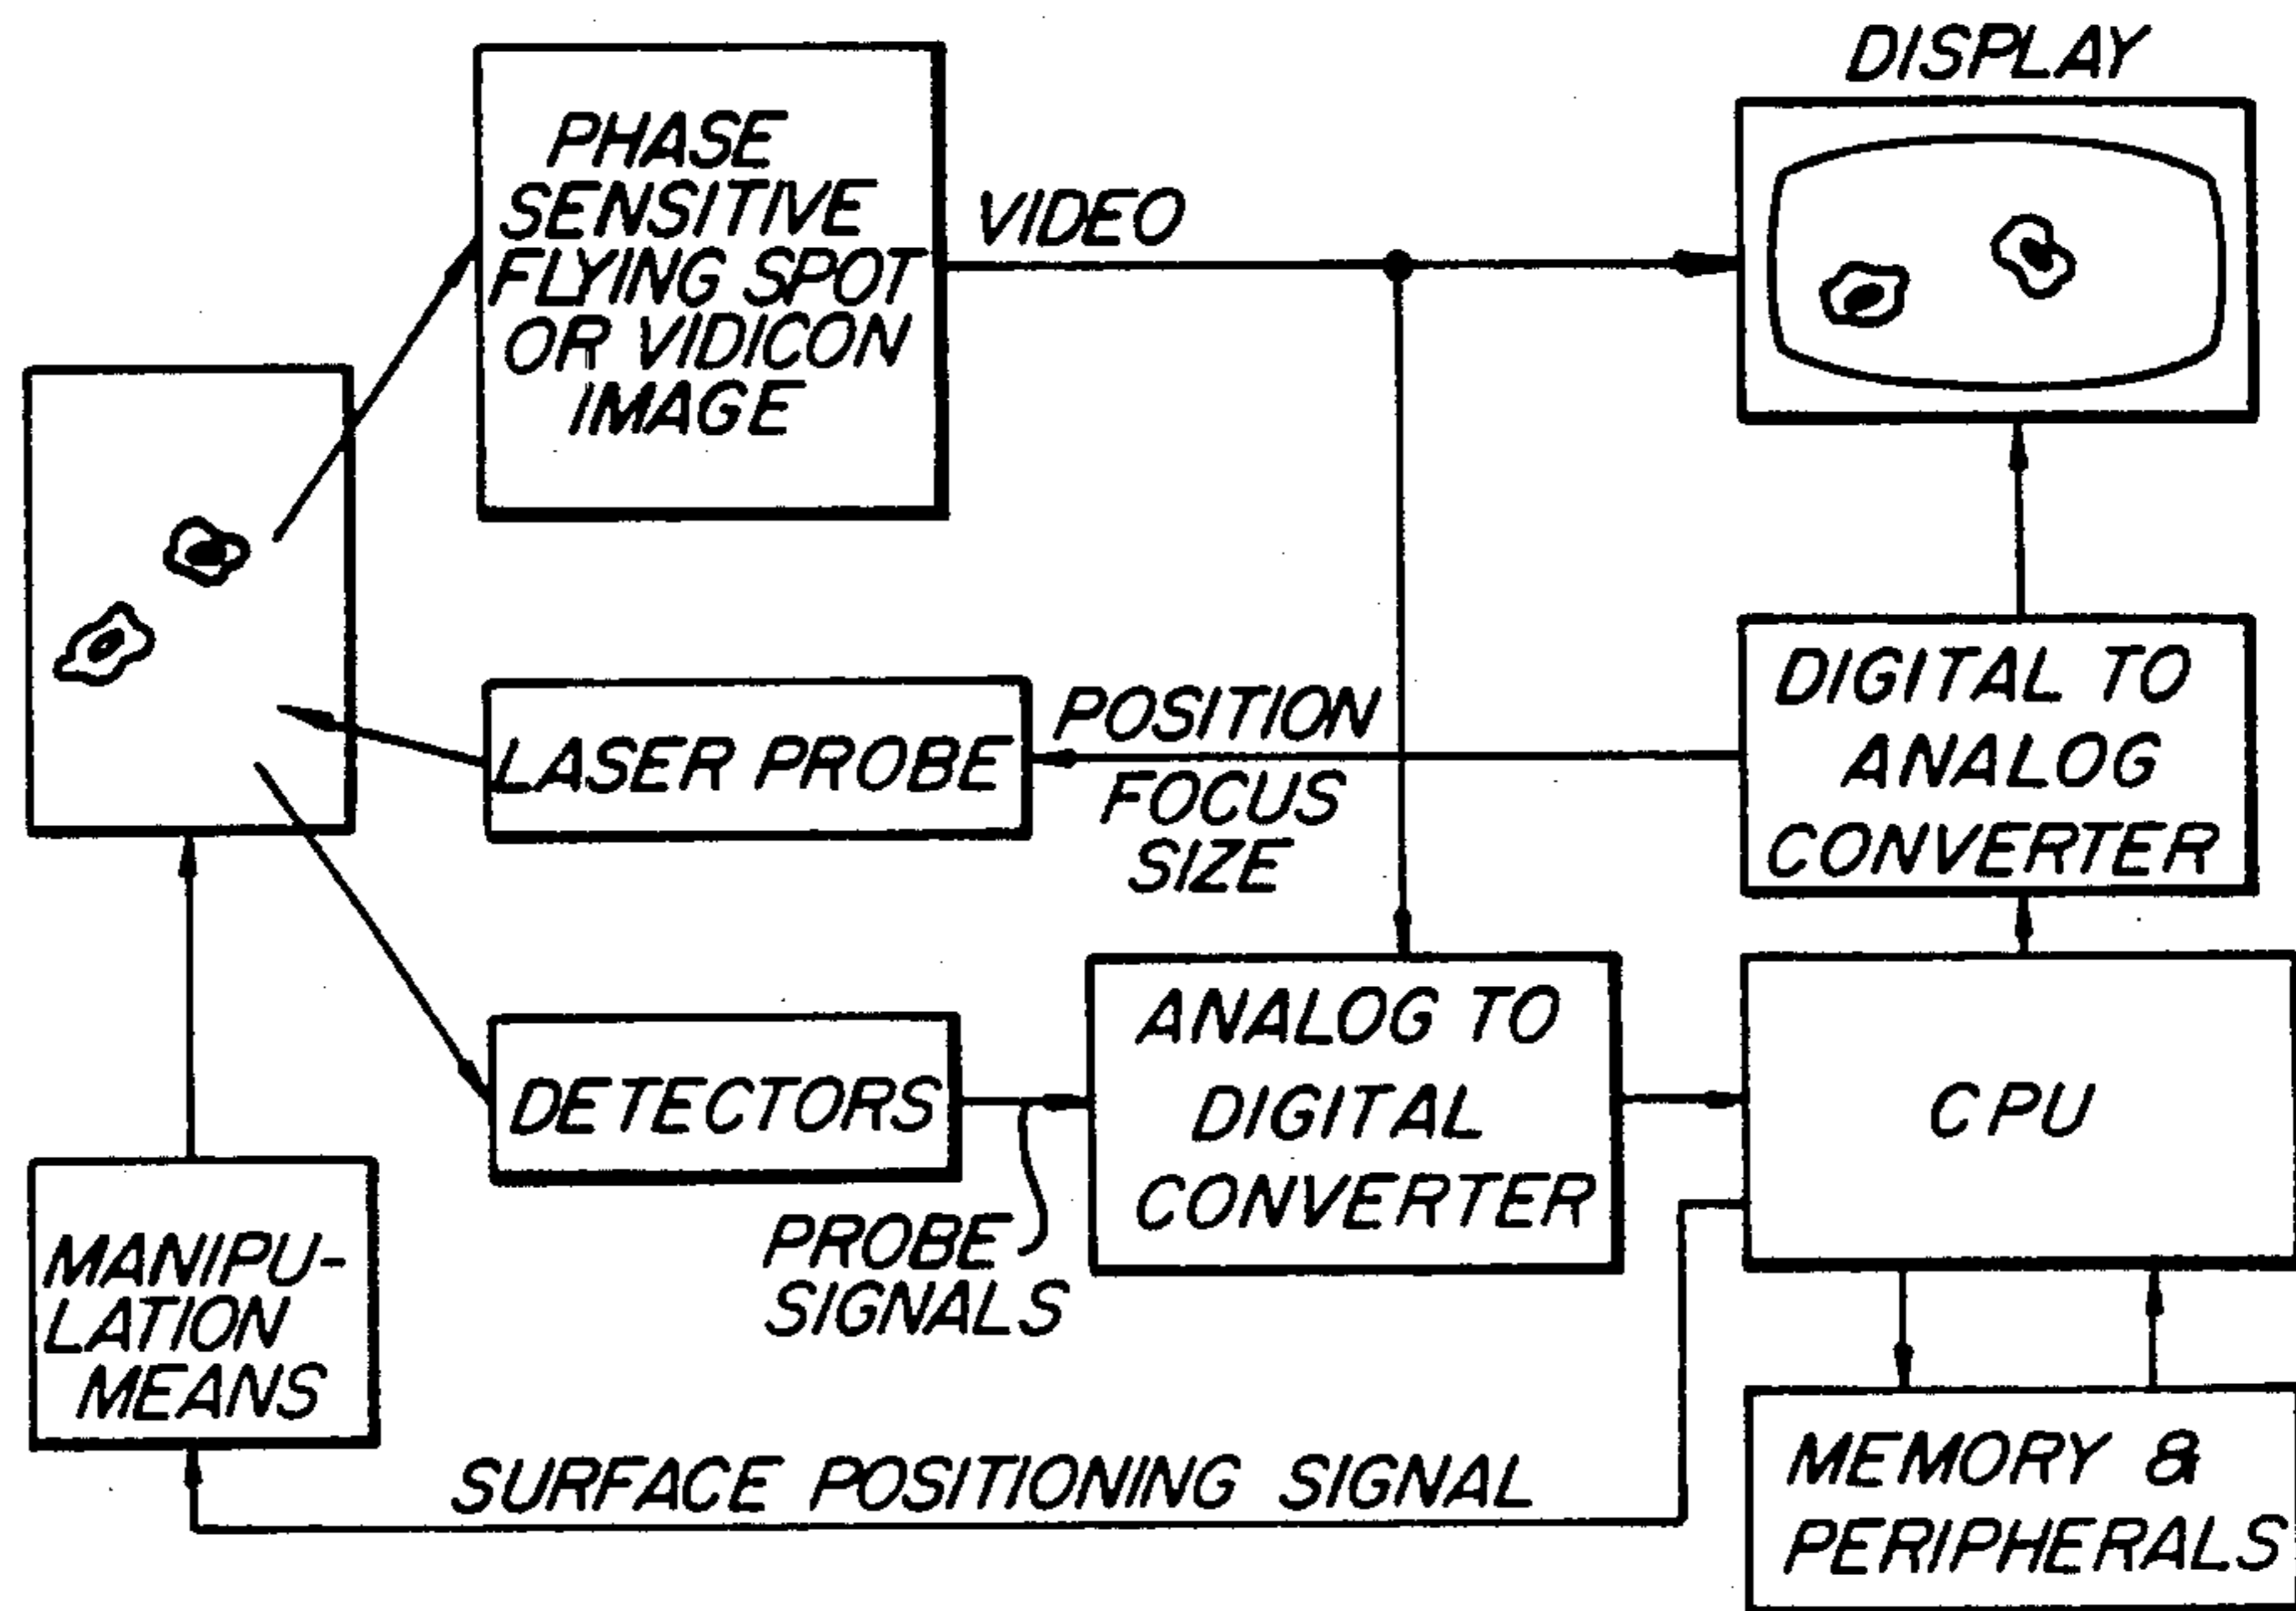 DISPLAY
PHASE
SENSITIVE
FLYING SPOT
OR VIDICON
IMAGE
VIDEO
LASER PROBE
POSITION
FOCUS
SIZE
DIGITAL TO
ANALOG
CONVERTER
DETECTORS
PROBE
SIGNALS
ANALOG TO
DIGITAL
CONVERTER
CPU
MANIPU-
LATION
MEANS
SURFACE POSITIONING SIGNAL
MEMORY &
PERIPHERALS